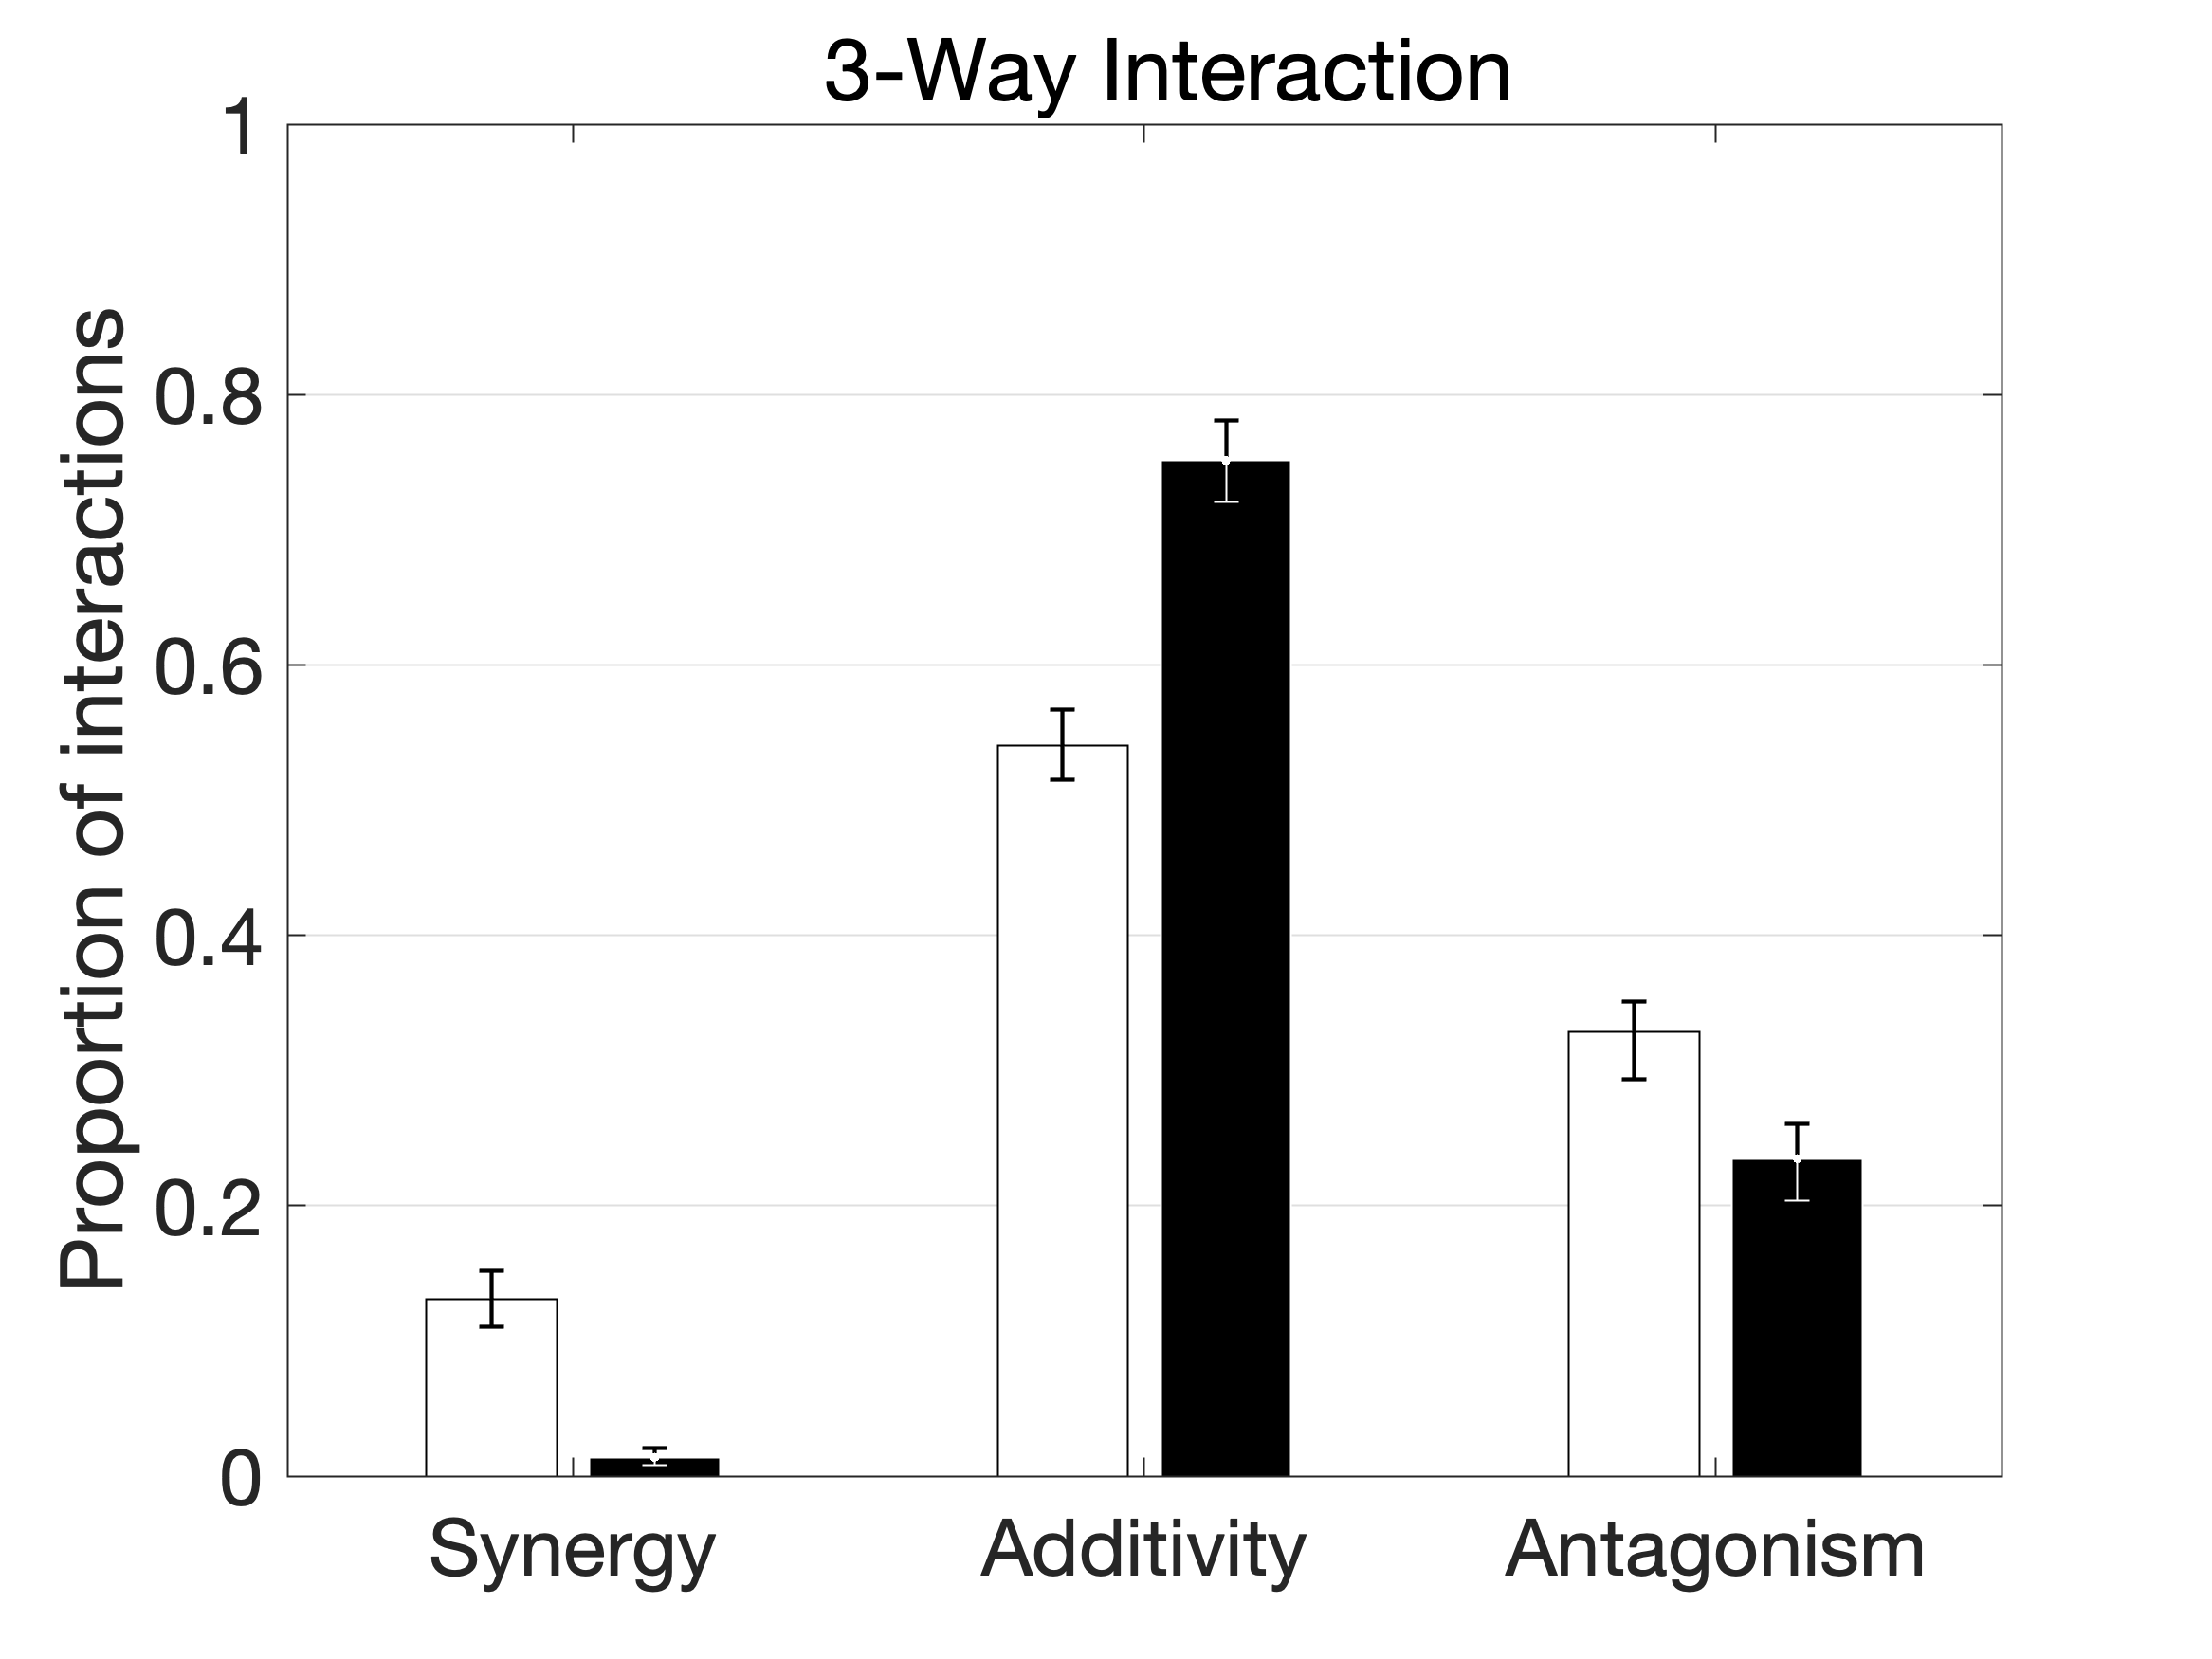 3-Way Interaction
Proportion of interactions
1
0.8
0.6
0.4
0.2
0
Synergy
Additivity
Antagonism